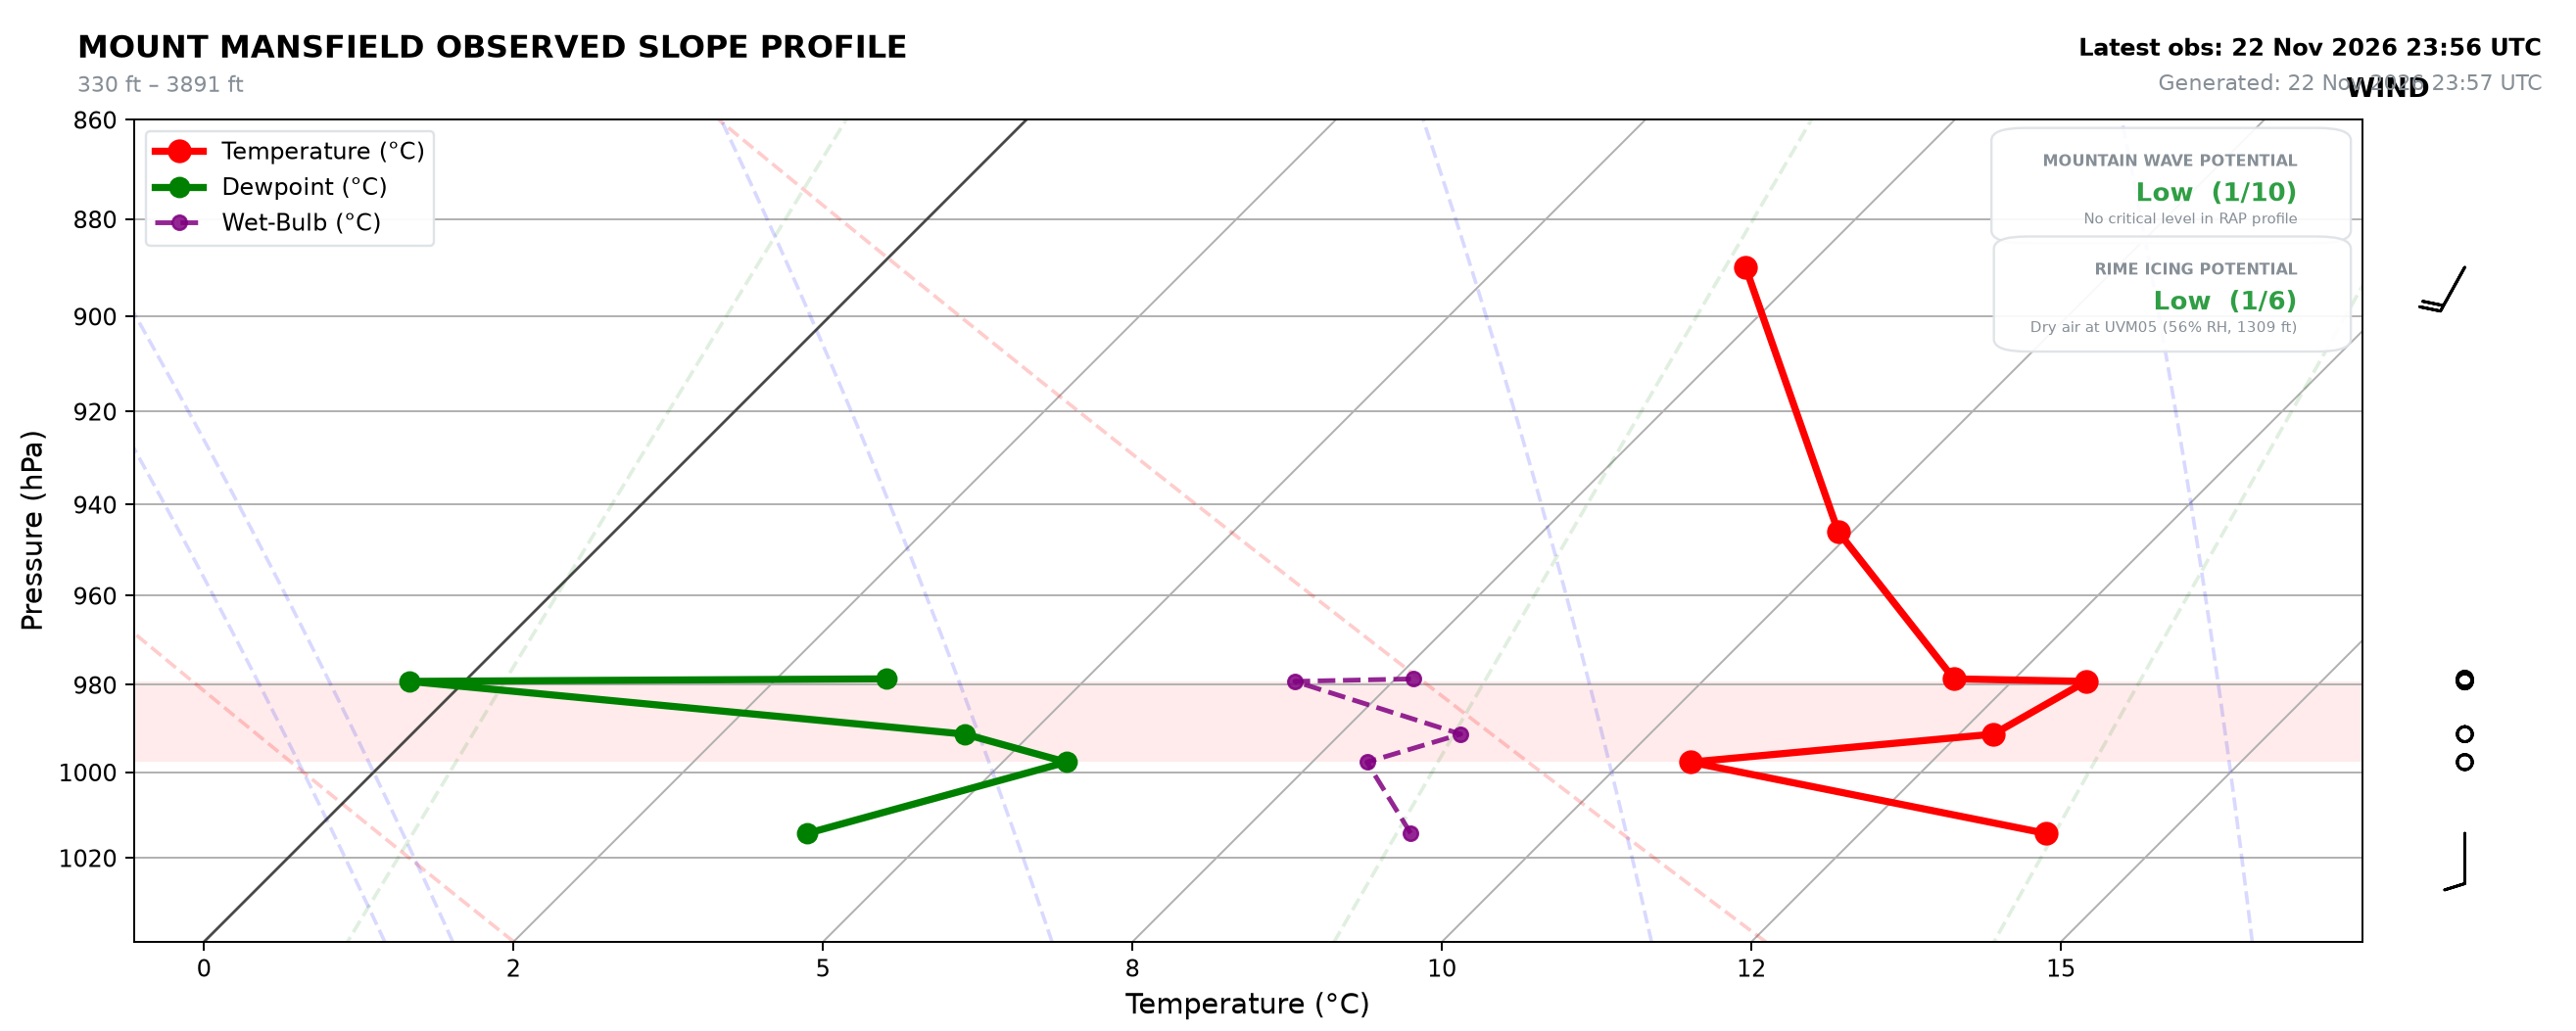 MOUNT MANSFIELD OBSERVED SLOPE PROFILE
330 ft – 3891 ft
Latest obs: 22 Nov 2026 23:56 UTC
Generated: 22 Nov 2026 23:57 UTC
WIND
Temperature (°C)
Dewpoint (°C)
Wet-Bulb (°C)
MOUNTAIN WAVE POTENTIAL
Low (1/10)
No critical level in RAP profile
RIME ICING POTENTIAL
Low (1/6)
Dry air at UVM05 (56% RH, 1309 ft)
Pressure (hPa)
860
880
900
920
940
960
980
1000
1020
0 2 5 8 10 12 15
Temperature (°C)